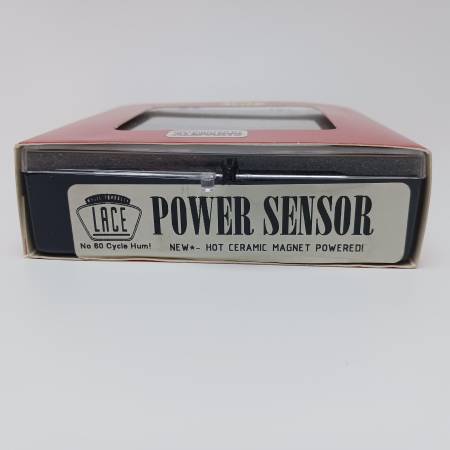 LACE
No 60 Cycle Hum!
POWER SENSOR
NEW★- HOT CERAMIC MAGNET POWERED!